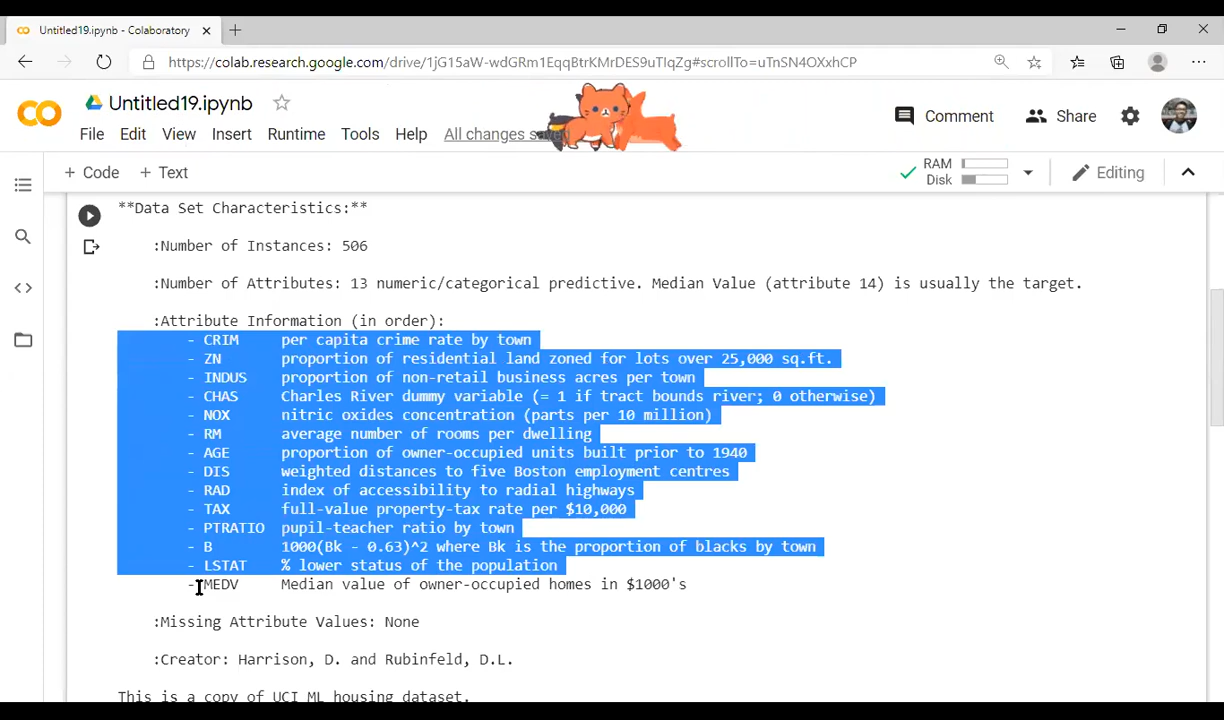 Untitled19.ipynb - Colaboratory
https://colab.research.google.com/drive/1jG15aW-wdGRm1EqqBtrKMrDES9uTlqZg#scrollTo=uTnSN4OXxhCP
Untitled19.ipynb
Comment
Share
File Edit View Insert Runtime Tools Help All changes saved
+ Code + Text
RAM
Disk
Editing
**Data Set Characteristics:**
:Number of Instances: 506
:Number of Attributes: 13 numeric/categorical predictive. Median Value (attribute 14) is usually the target.
:Attribute Information (in order):
- CRIM per capita crime rate by town
- ZN proportion of residential land zoned for lots over 25,000 sq.ft.
- INDUS proportion of non-retail business acres per town
- CHAS Charles River dummy variable (= 1 if tract bounds river; 0 otherwise)
- NOX nitric oxides concentration (parts per 10 million)
- RM average number of rooms per dwelling
- AGE proportion of owner-occupied units built prior to 1940
- DIS weighted distances to five Boston employment centres
- RAD index of accessibility to radial highways
- TAX full-value property-tax rate per $10,000
- PTRATIO pupil-teacher ratio by town
- B 1000(Bk - 0.63)^2 where Bk is the proportion of blacks by town
- LSTAT % lower status of the population
- MEDV Median value of owner-occupied homes in $1000's
:Missing Attribute Values: None
:Creator: Harrison, D. and Rubinfeld, D.L.
This is a copy of UCI ML housing dataset.